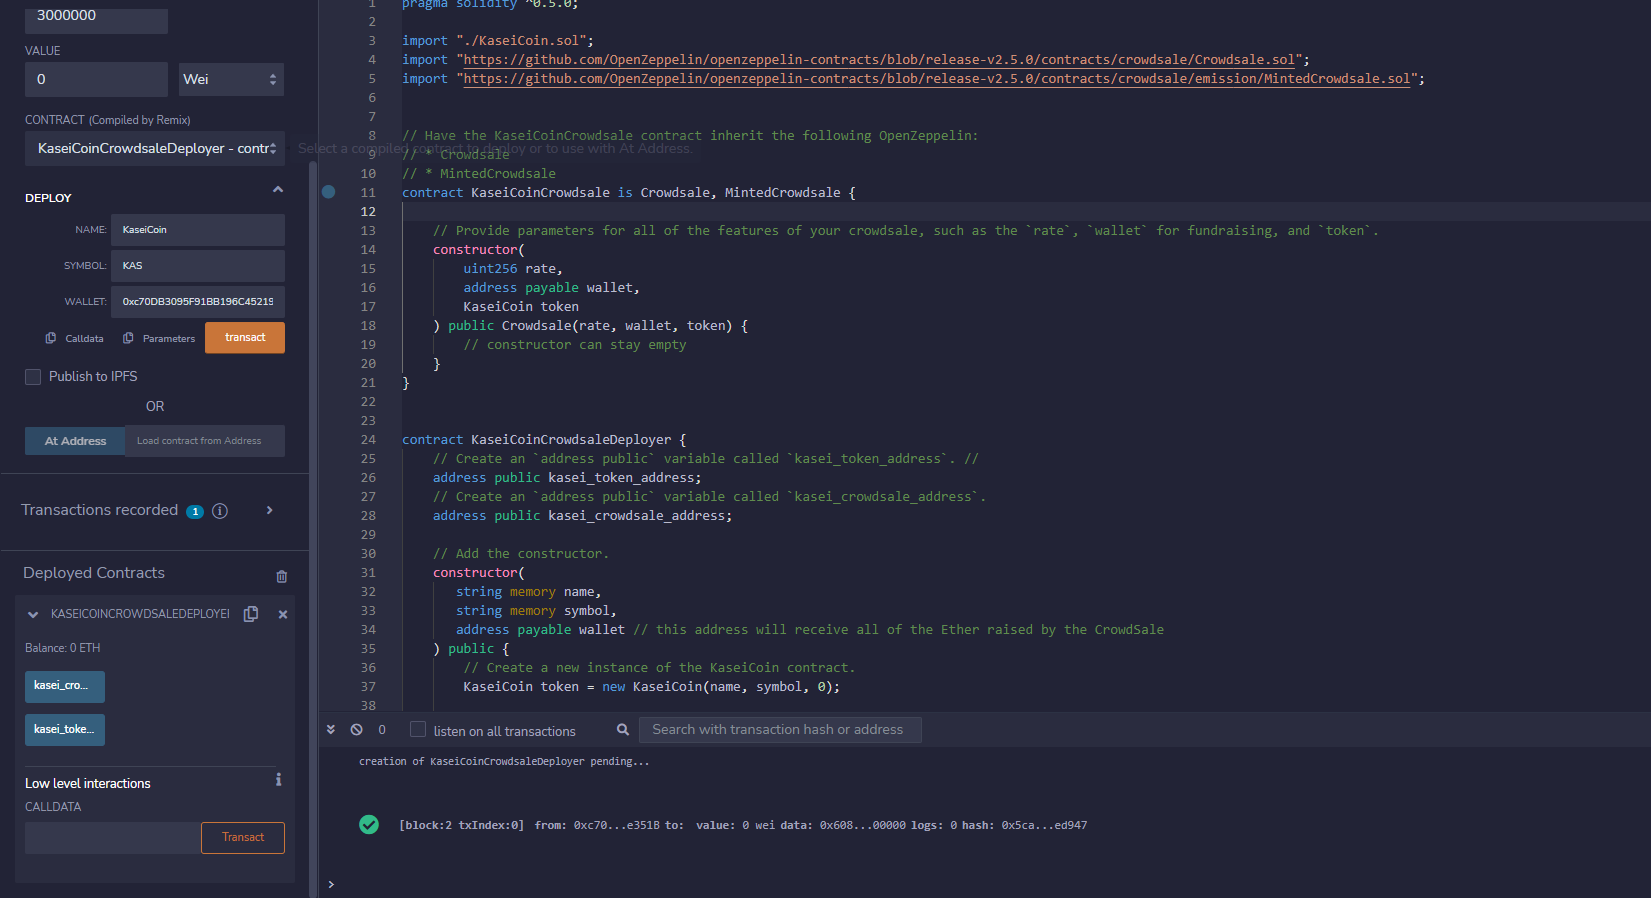 3000000
VALUE
0
Wei
CONTRACT (Compiled by Remix)
KaseiCoinCrowdsaleDeployer - contr
Select a compiled contract to deploy or to use with At Address.
DEPLOY
NAME: KaseiCoin
SYMBOL: KAS
WALLET: 0xc70DB3095F91BB196C45219
Calldata Parameters transact
Publish to IPFS
OR
At Address Load contract from Address
Transactions recorded 1 i
Deployed Contracts
KASEICOINCROWDSALEDEPLOYEI
Balance: 0 ETH
kasei_cro...
kasei_toke...
Low level interactions i
CALLDATA
Transact
1 pragma solidity ^0.5.0;
2
3 import "./KaseiCoin.sol";
4 import "https://github.com/OpenZeppelin/openzeppelin-contracts/blob/release-v2.5.0/contracts/crowdsale/Crowdsale.sol";
5 import "https://github.com/OpenZeppelin/openzeppelin-contracts/blob/release-v2.5.0/contracts/crowdsale/emission/MintedCrowdsale.sol";
6
7
8 // Have the KaseiCoinCrowdsale contract inherit the following OpenZeppelin:
9 // * Crowdsale
10 // * MintedCrowdsale
11 contract KaseiCoinCrowdsale is Crowdsale, MintedCrowdsale {
12
13 // Provide parameters for all of the features of your crowdsale, such as the `rate`, `wallet` for fundraising, and `token`.
14 constructor(
15 uint256 rate,
16 address payable wallet,
17 KaseiCoin token
18 ) public Crowdsale(rate, wallet, token) {
19 // constructor can stay empty
20 }
21 }
22
23
24 contract KaseiCoinCrowdsaleDeployer {
25 // Create an `address public` variable called `kasei_token_address`. //
26 address public kasei_token_address;
27 // Create an `address public` variable called `kasei_crowdsale_address`.
28 address public kasei_crowdsale_address;
29
30 // Add the constructor.
31 constructor(
32 string memory name,
33 string memory symbol,
34 address payable wallet // this address will receive all of the Ether raised by the CrowdSale
35 ) public {
36 // Create a new instance of the KaseiCoin contract.
37 KaseiCoin token = new KaseiCoin(name, symbol, 0);
38
0 listen on all transactions Search with transaction hash or address
creation of KaseiCoinCrowdsaleDeployer pending...
[block:2 txIndex:0] from: 0xc70...e351B to: value: 0 wei data: 0x608...00000 logs: 0 hash: 0x5ca...ed947
>